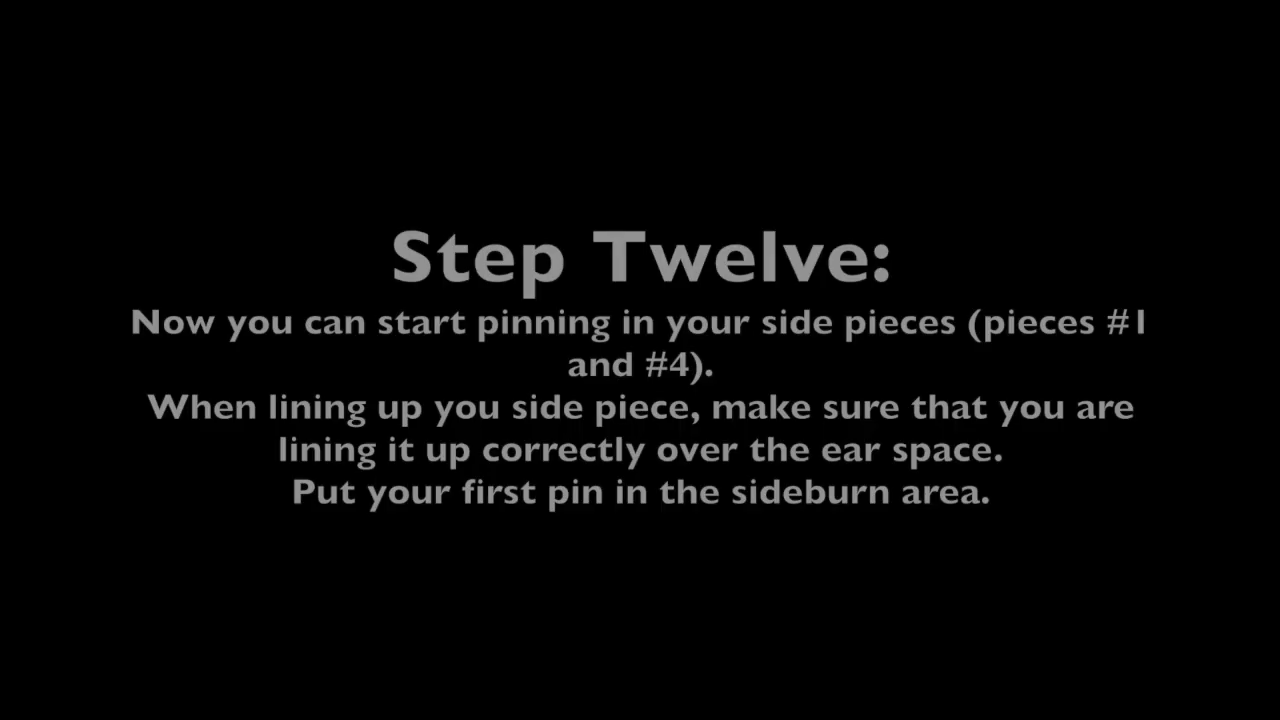 Step Twelve:
Now you can start pinning in your side pieces (pieces #1
and #4).
When lining up you side piece, make sure that you are
lining it up correctly over the ear space.
Put your first pin in the sideburn area.